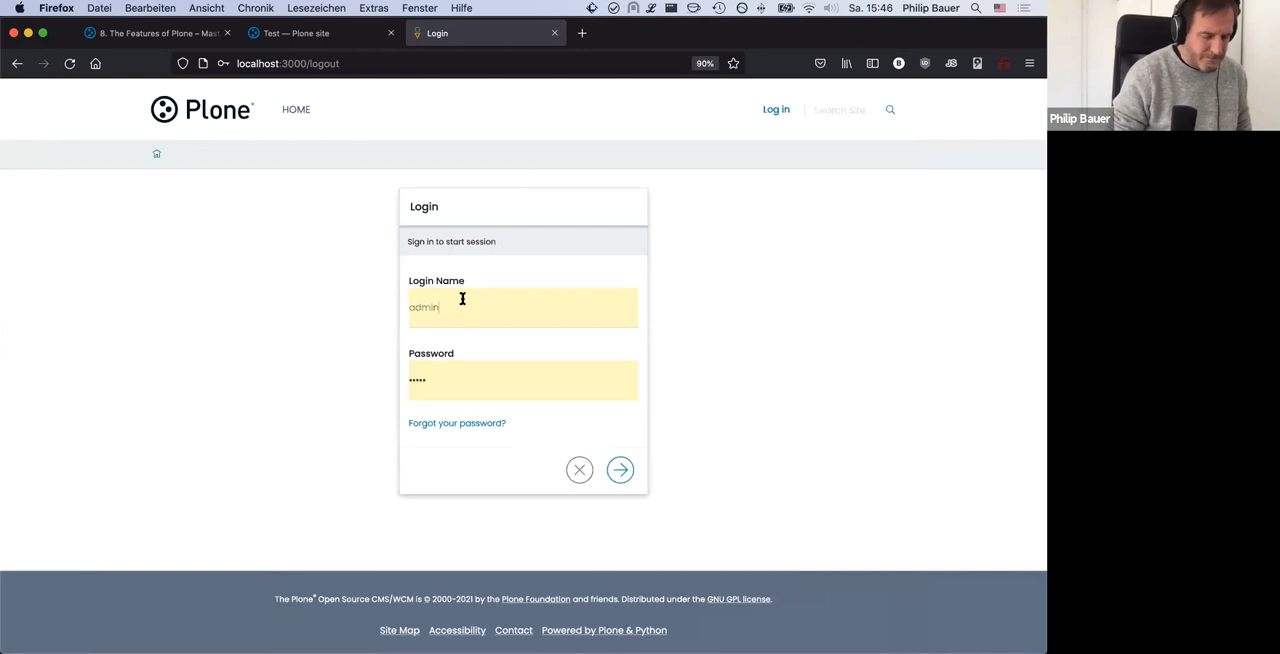 Firefox Datei Bearbeiten Ansicht Chronik Lesezeichen Extras Fenster Hilfe Sa. 15:46 Philip Bauer
8. The Features of Plone – Mast
Test — Plone site
Login
localhost:3000/logout
90%
Plone
HOME
Log in
Search Site
Philip Bauer
Login
Sign in to start session
Login Name
admin
Password
•••••
Forgot your password?
The Plone® Open Source CMS/WCM is © 2000-2021 by the Plone Foundation and friends. Distributed under the GNU GPL license.
Site Map Accessibility Contact Powered by Plone & Python